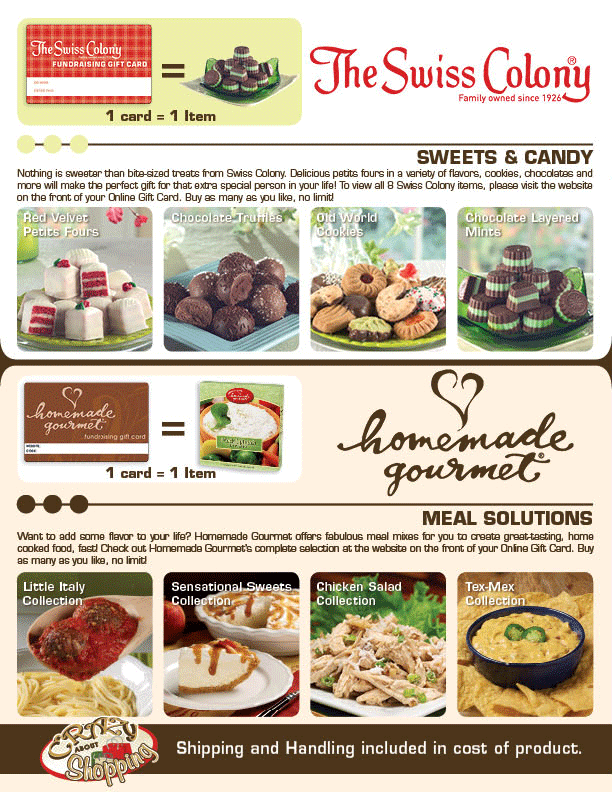 The Swiss Colony
FUNDRAISING GIFT CARD
=
1 card = 1 Item
The Swiss Colony®
Family owned since 1926
SWEETS & CANDY
Nothing is sweeter than bite-sized treats from Swiss Colony. Delicious petits fours in a variety of flavors, cookies, chocolates and
more will make the perfect gift for that extra special person in your life! To view all 8 Swiss Colony items, please visit the website
on the front of your Online Gift Card. Buy as many as you like, no limit!
Red Velvet
Petits Fours
Chocolate Truffles
Old World
Cookies
Chocolate Layered
Mints
homemade
gourmet
fundraising gift card
=
1 card = 1 Item
homemade
gourmet®
MEAL SOLUTIONS
Want to add some flavor to your life? Homemade Gourmet offers fabulous meal mixes for you to create great-tasting, home
cooked food, fast! Check out Homemade Gourmet's complete selection at the website on the front of your Online Gift Card. Buy
as many as you like, no limit!
Little Italy
Collection
Sensational Sweets
Collection
Chicken Salad
Collection
Tex-Mex
Collection
CRAZY
ABOUT
Shopping
Shipping and Handling included in cost of product.